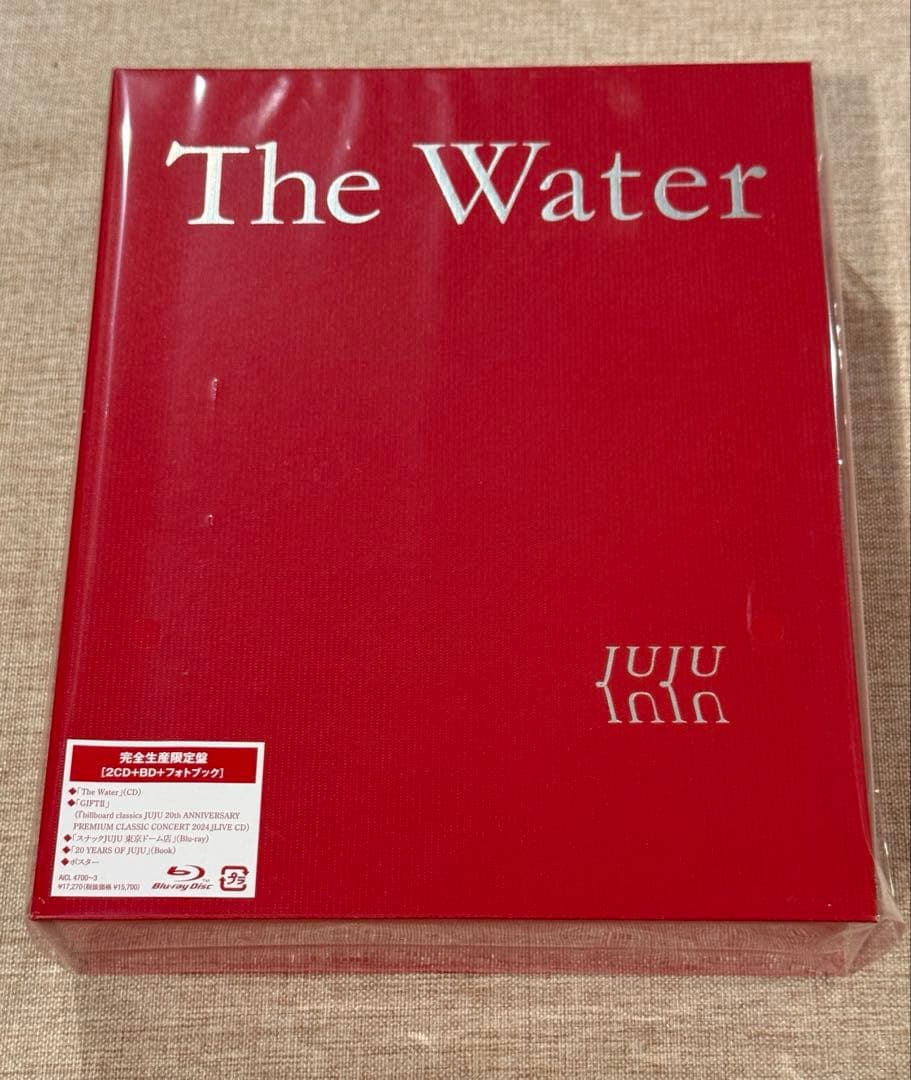 The Water
JUJU
完全生産限定盤
[2CD+BD+フォトブック]
◆「The Water」(CD)
◆「GIFTⅡ」
(『billboard classics JUJU 20th ANNIVERSARY
PREMIUM CLASSIC CONCERT 2024』LIVE CD)
◆「スナックJUJU 東京ドーム店」(Blu-ray)
◆「20 YEARS OF JUJU」(Book)
◆ポスター
AICL 4700~3
¥17,270(税抜価格 ¥15,700)
Blu-ray Disc
プラ